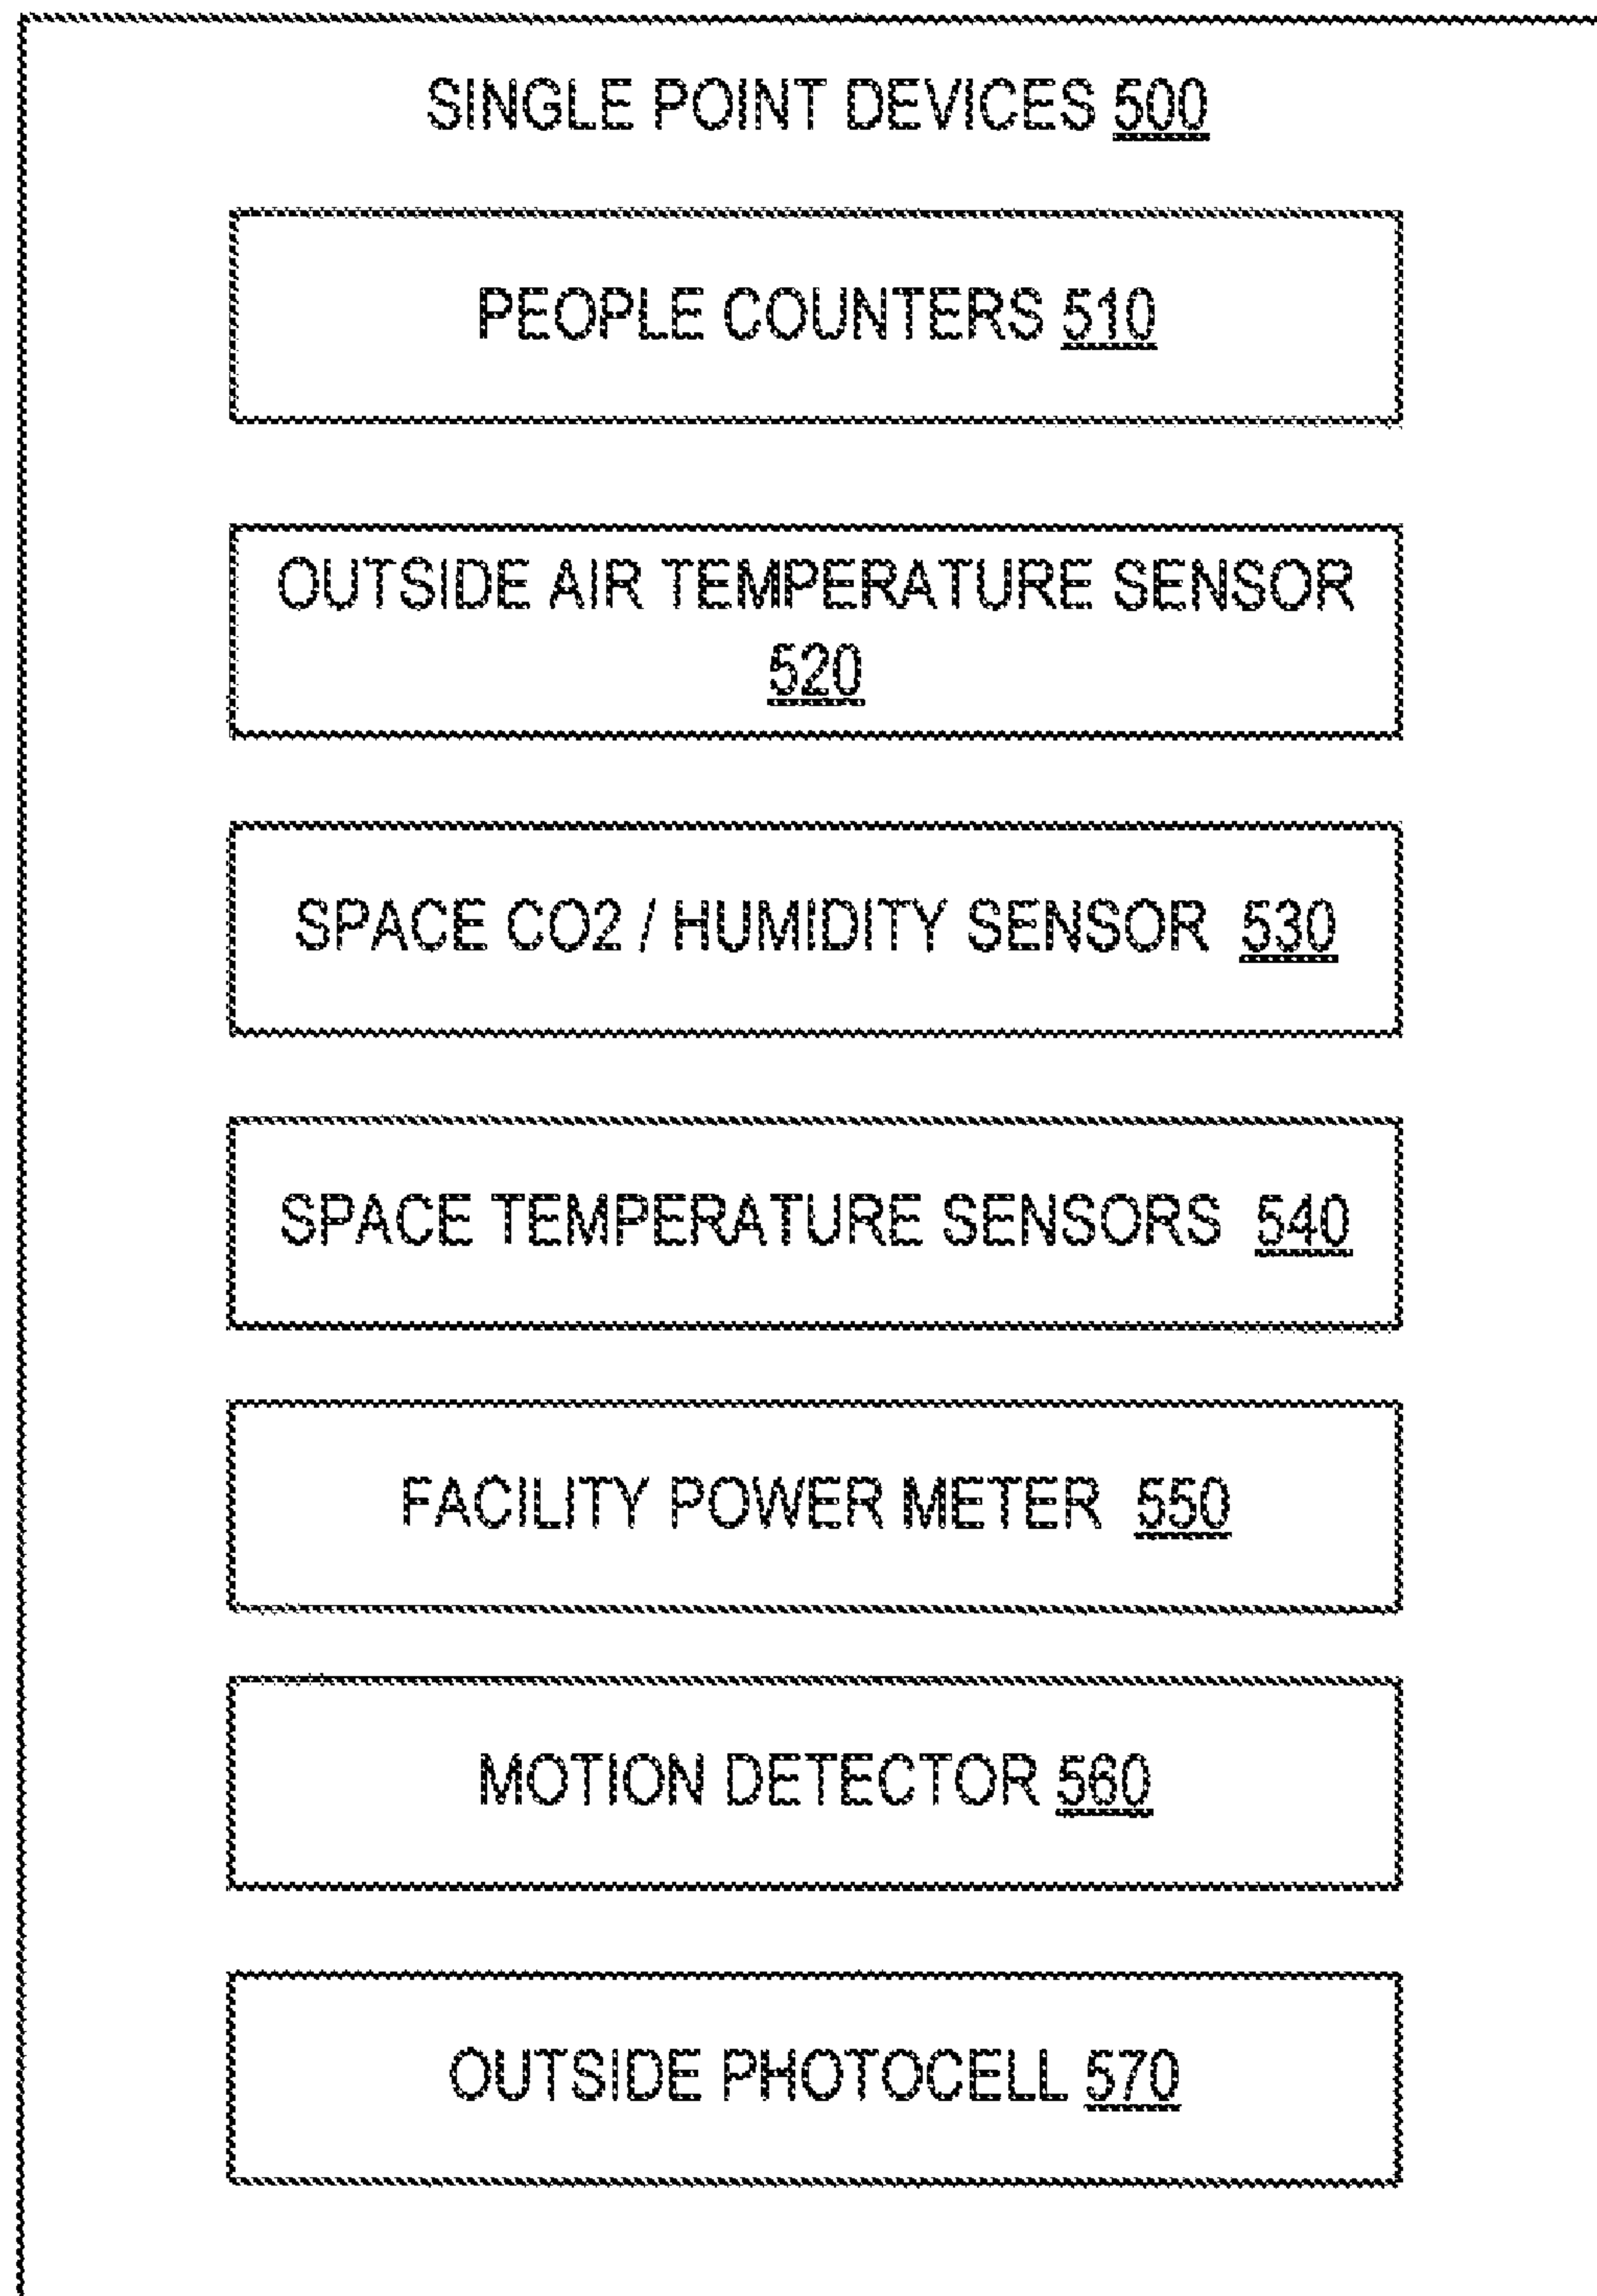 SINGLE POINT DEVICES 500
PEOPLE COUNTERS 510
OUTSIDE AIR TEMPERATURE SENSOR
520
SPACE CO2 / HUMIDITY SENSOR 530
SPACE TEMPERATURE SENSORS 540
FACILITY POWER METER 550
MOTION DETECTOR 560
OUTSIDE PHOTOCELL 570